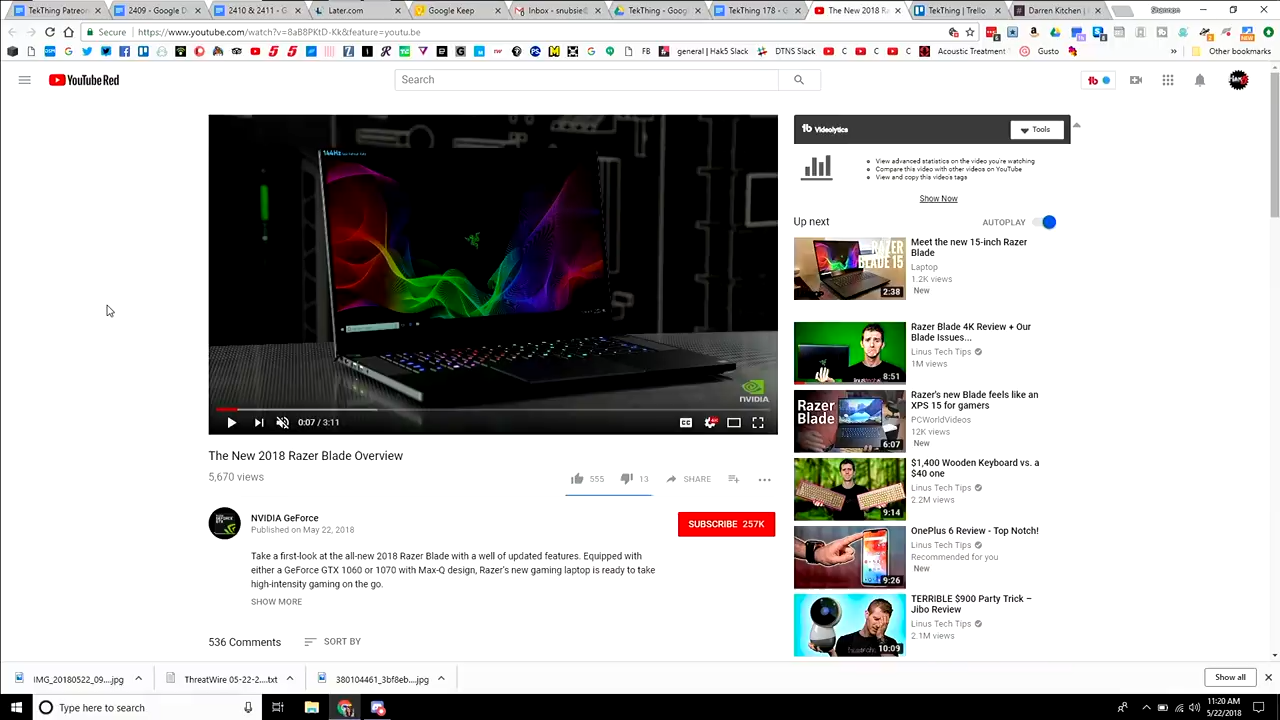 TekThing Patreon
2409 - Google D
2410 & 2411 - G
Later.com
Google Keep
Inbox - snubsie@
TekThing - Goog
TekThing 178 - G
The New 2018 R
TekThing | Trello
Darren Kitchen |
Shannon
Secure
https://www.youtube.com/watch?v=8aB8PKtD-Kk&feature=youtu.be
FB
general | Hak5 Slack
DTNS Slack
C
C
C
Acoustic Treatment
Gusto
»
Other bookmarks
YouTube Red
Search
tb
144Hz
NVIDIA
0:07 / 3:11
CC
The New 2018 Razer Blade Overview
5,670 views
555
13
SHARE
NVIDIA GeForce
Published on May 22, 2018
SUBSCRIBE 257K
Take a first-look at the all-new 2018 Razer Blade with a well of updated features. Equipped with
either a GeForce GTX 1060 or 1070 with Max-Q design, Razer's new gaming laptop is ready to take
high-intensity gaming on the go.
SHOW MORE
536 Comments
SORT BY
tb Videolytics
Tools
View advanced statistics on the video you're watching
Compare this video with other videos on YouTube
View and copy this video's tags
Show Now
Up next
AUTOPLAY
RAZER
BLADE 15
2:38
Meet the new 15-inch Razer
Blade
Laptop
1.2K views
New
8:51
Razer Blade 4K Review + Our
Blade Issues...
Linus Tech Tips
1M views
Razer
Blade
6:07
Razer's new Blade feels like an
XPS 15 for gamers
PCWorldVideos
12K views
New
9:14
$1,400 Wooden Keyboard vs. a
$40 one
Linus Tech Tips
2.2M views
9:26
OnePlus 6 Review - Top Notch!
Linus Tech Tips
Recommended for you
New
10:09
TERRIBLE $900 Party Trick –
Jibo Review
Linus Tech Tips
2.1M views
IMG_20180522_09....jpg
ThreatWire 05-22-2....txt
380104461_3bf8eb....jpg
Show all
Type here to search
11:20 AM
5/22/2018